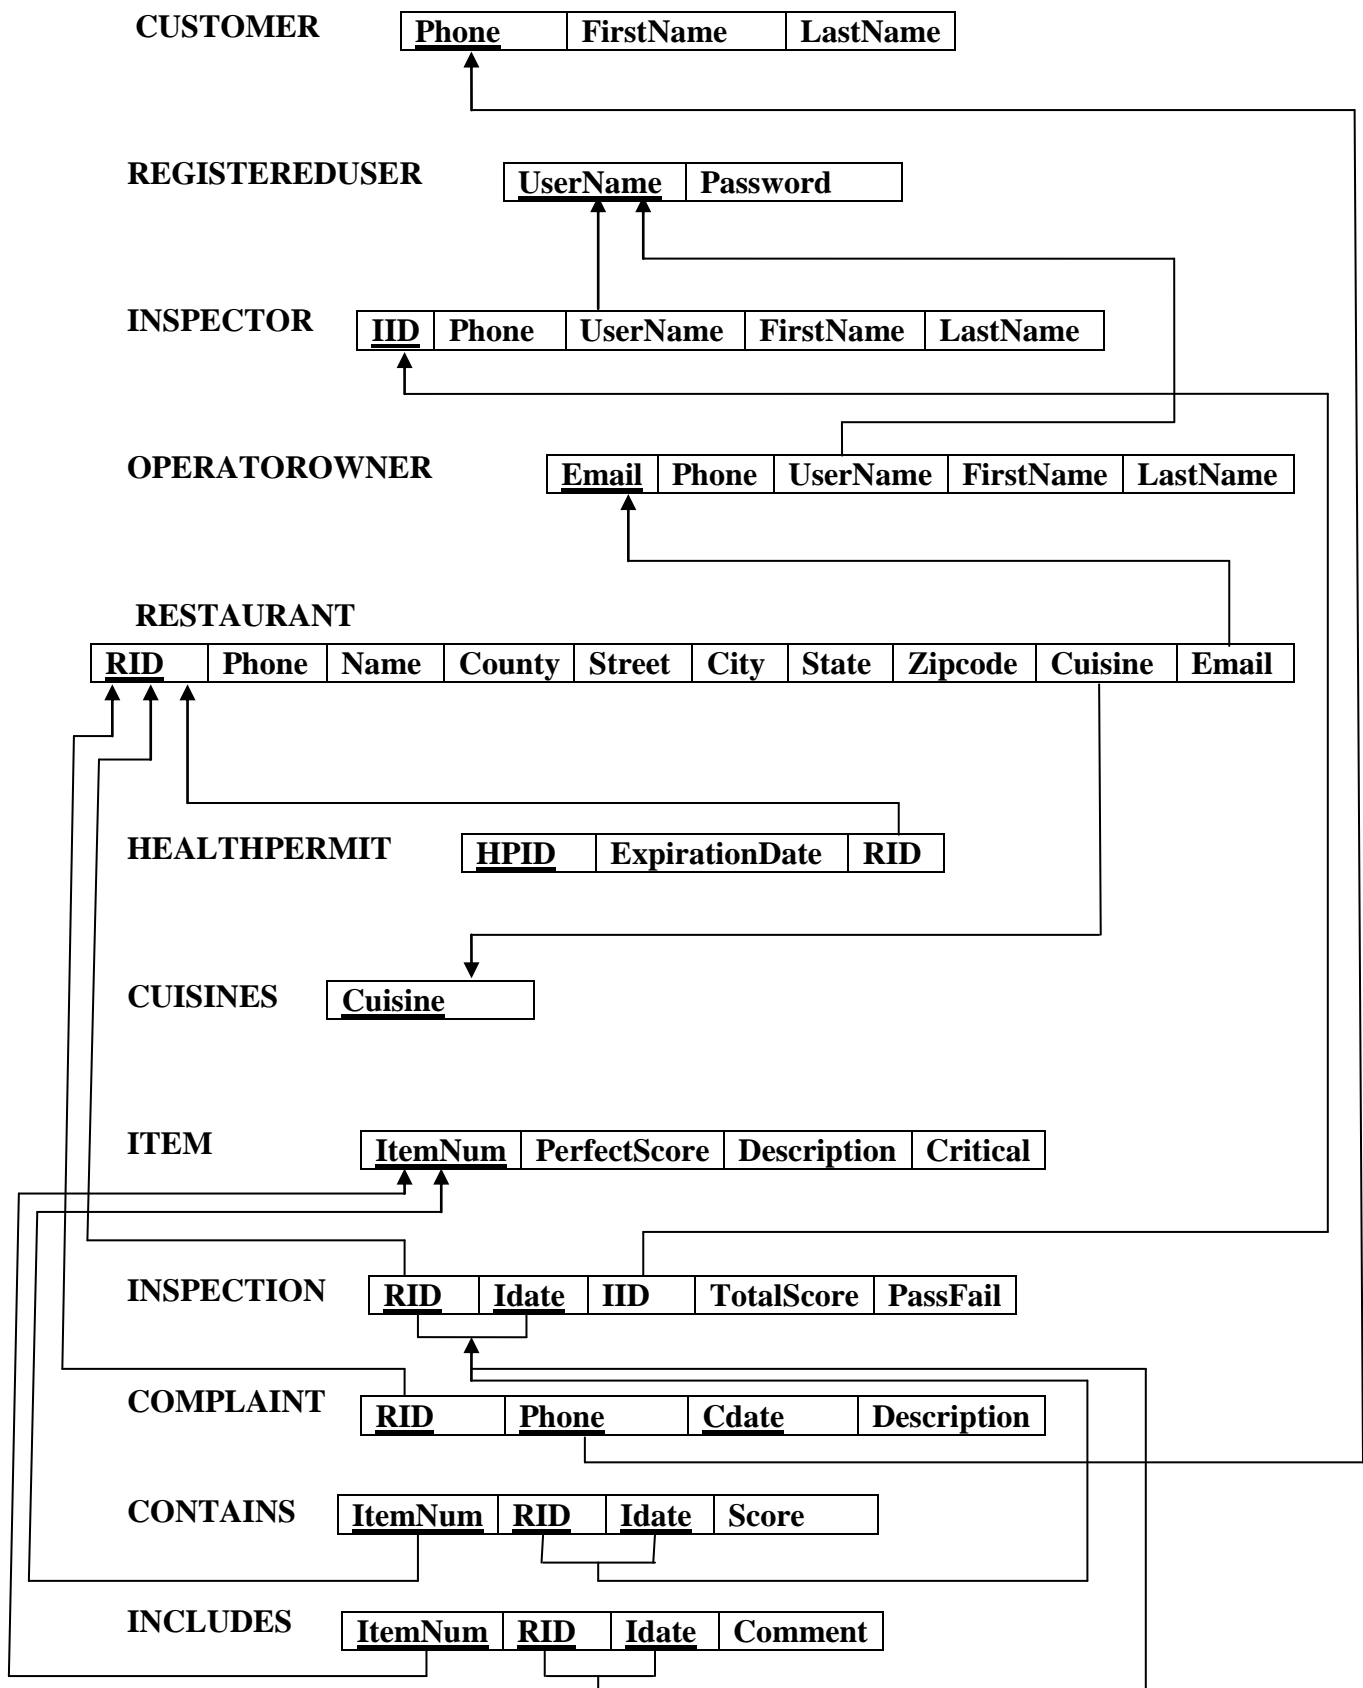 CUSTOMER Phone FirstName LastName
REGISTEREDUSER UserName Password
INSPECTOR IID Phone UserName FirstName LastName
OPERATOROWNER Email Phone UserName FirstName LastName
RESTAURANT
RID Phone Name County Street City State Zipcode Cuisine Email
HEALTHPERMIT HPID ExpirationDate RID
CUISINES Cuisine
ITEM ItemNum PerfectScore Description Critical
INSPECTION RID Idate IID TotalScore PassFail
COMPLAINT RID Phone Cdate Description
CONTAINS ItemNum RID Idate Score
INCLUDES ItemNum RID Idate Comment